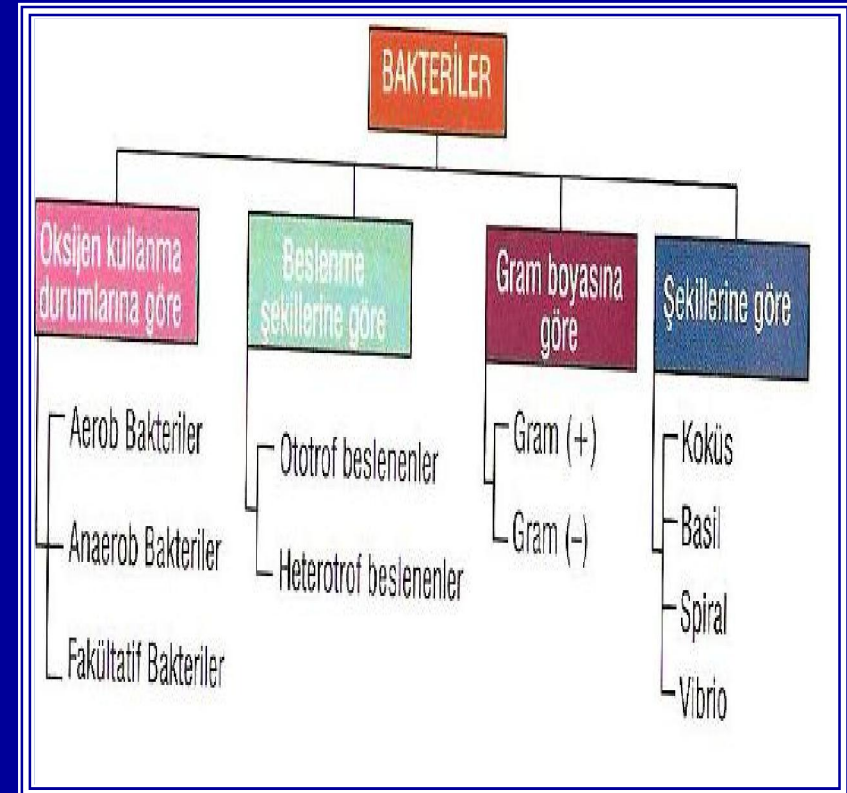 BAKTERİLER
Oksijen kullanma
durumlarına göre
Aerob Bakteriler
Anaerob Bakteriler
Fakültatif Bakteriler
Beslenme
şekillerine göre
Ototrof beslenenler
Heterotrof beslenenler
Gram boyasına
göre
Gram (+)
Gram (–)
Şekillerine göre
Koküs
Basil
Spiral
Vibrio